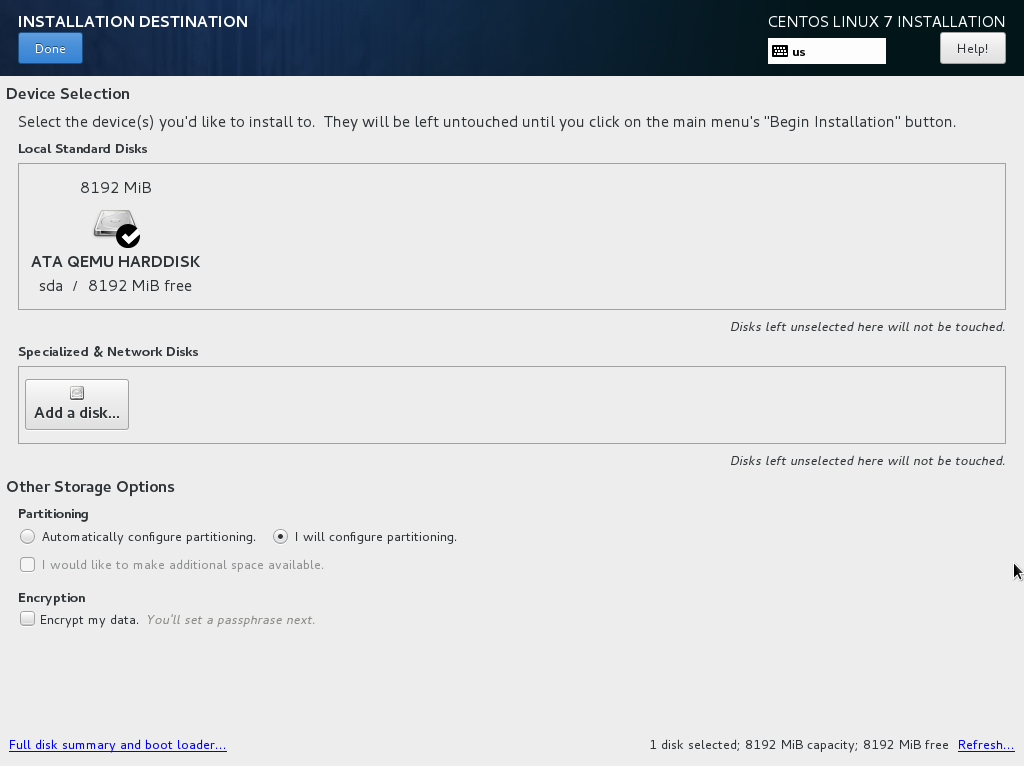 INSTALLATION DESTINATION
CENTOS LINUX 7 INSTALLATION
Done
us
Help!
Device Selection
Select the device(s) you'd like to install to.  They will be left untouched until you click on the main menu's "Begin Installation" button.
Local Standard Disks
8192 MiB
ATA QEMU HARDDISK
sda / 8192 MiB free
Disks left unselected here will not be touched.
Specialized & Network Disks
Add a disk...
Disks left unselected here will not be touched.
Other Storage Options
Partitioning
Automatically configure partitioning. I will configure partitioning.
I would like to make additional space available.
Encryption
Encrypt my data. You'll set a passphrase next.
Full disk summary and boot loader... 1 disk selected; 8192 MiB capacity; 8192 MiB free Refresh...